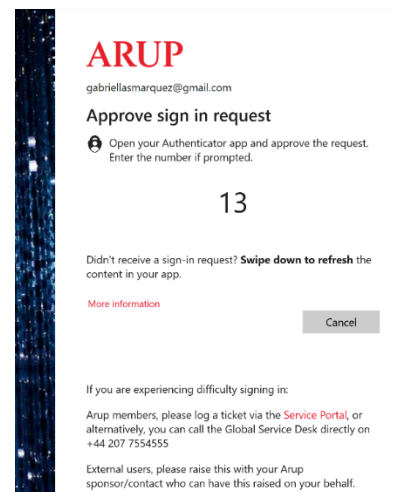 ARUP
gabriellasmarquez@gmail.com
Approve sign in request
Open your Authenticator app and approve the request.
Enter the number if prompted.
13
Didn't receive a sign-in request? Swipe down to refresh the
content in your app.
More information
Cancel
If you are experiencing difficulty signing in:
Arup members, please log a ticket via the Service Portal, or
alternatively, you can call the Global Service Desk directly on
+44 207 7554555
External users, please raise this with your Arup
sponsor/contact who can have this raised on your behalf.